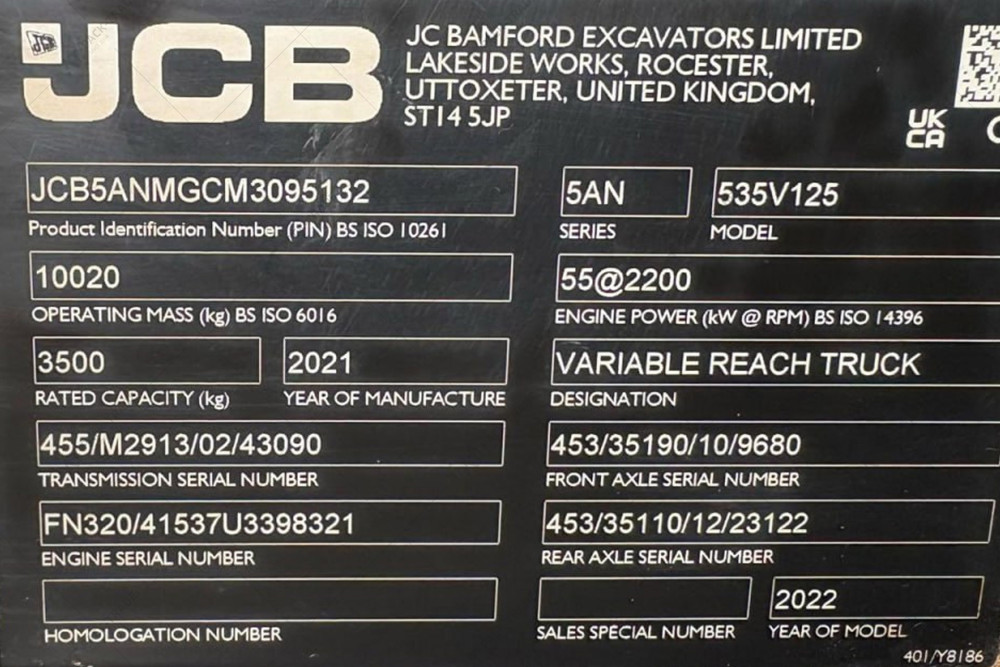 JCB
JC BAMFORD EXCAVATORS LIMITED
LAKESIDE WORKS, ROCESTER,
UTTOXETER, UNITED KINGDOM,
ST14 5JP
UK
CA
JCB5ANMGCM3095132
5AN
535V125
Product Identification Number (PIN) BS ISO 10261
SERIES
MODEL
10020
55@2200
OPERATING MASS (kg) BS ISO 6016
ENGINE POWER (kW @ RPM) BS ISO 14396
3500
2021
VARIABLE REACH TRUCK
RATED CAPACITY (kg)
YEAR OF MANUFACTURE
DESIGNATION
455/M2913/02/43090
453/35190/10/9680
TRANSMISSION SERIAL NUMBER
FRONT AXLE SERIAL NUMBER
FN320/41537U3398321
453/35110/12/23122
ENGINE SERIAL NUMBER
REAR AXLE SERIAL NUMBER
2022
HOMOLOGATION NUMBER
SALES SPECIAL NUMBER
YEAR OF MODEL
401/Y8186